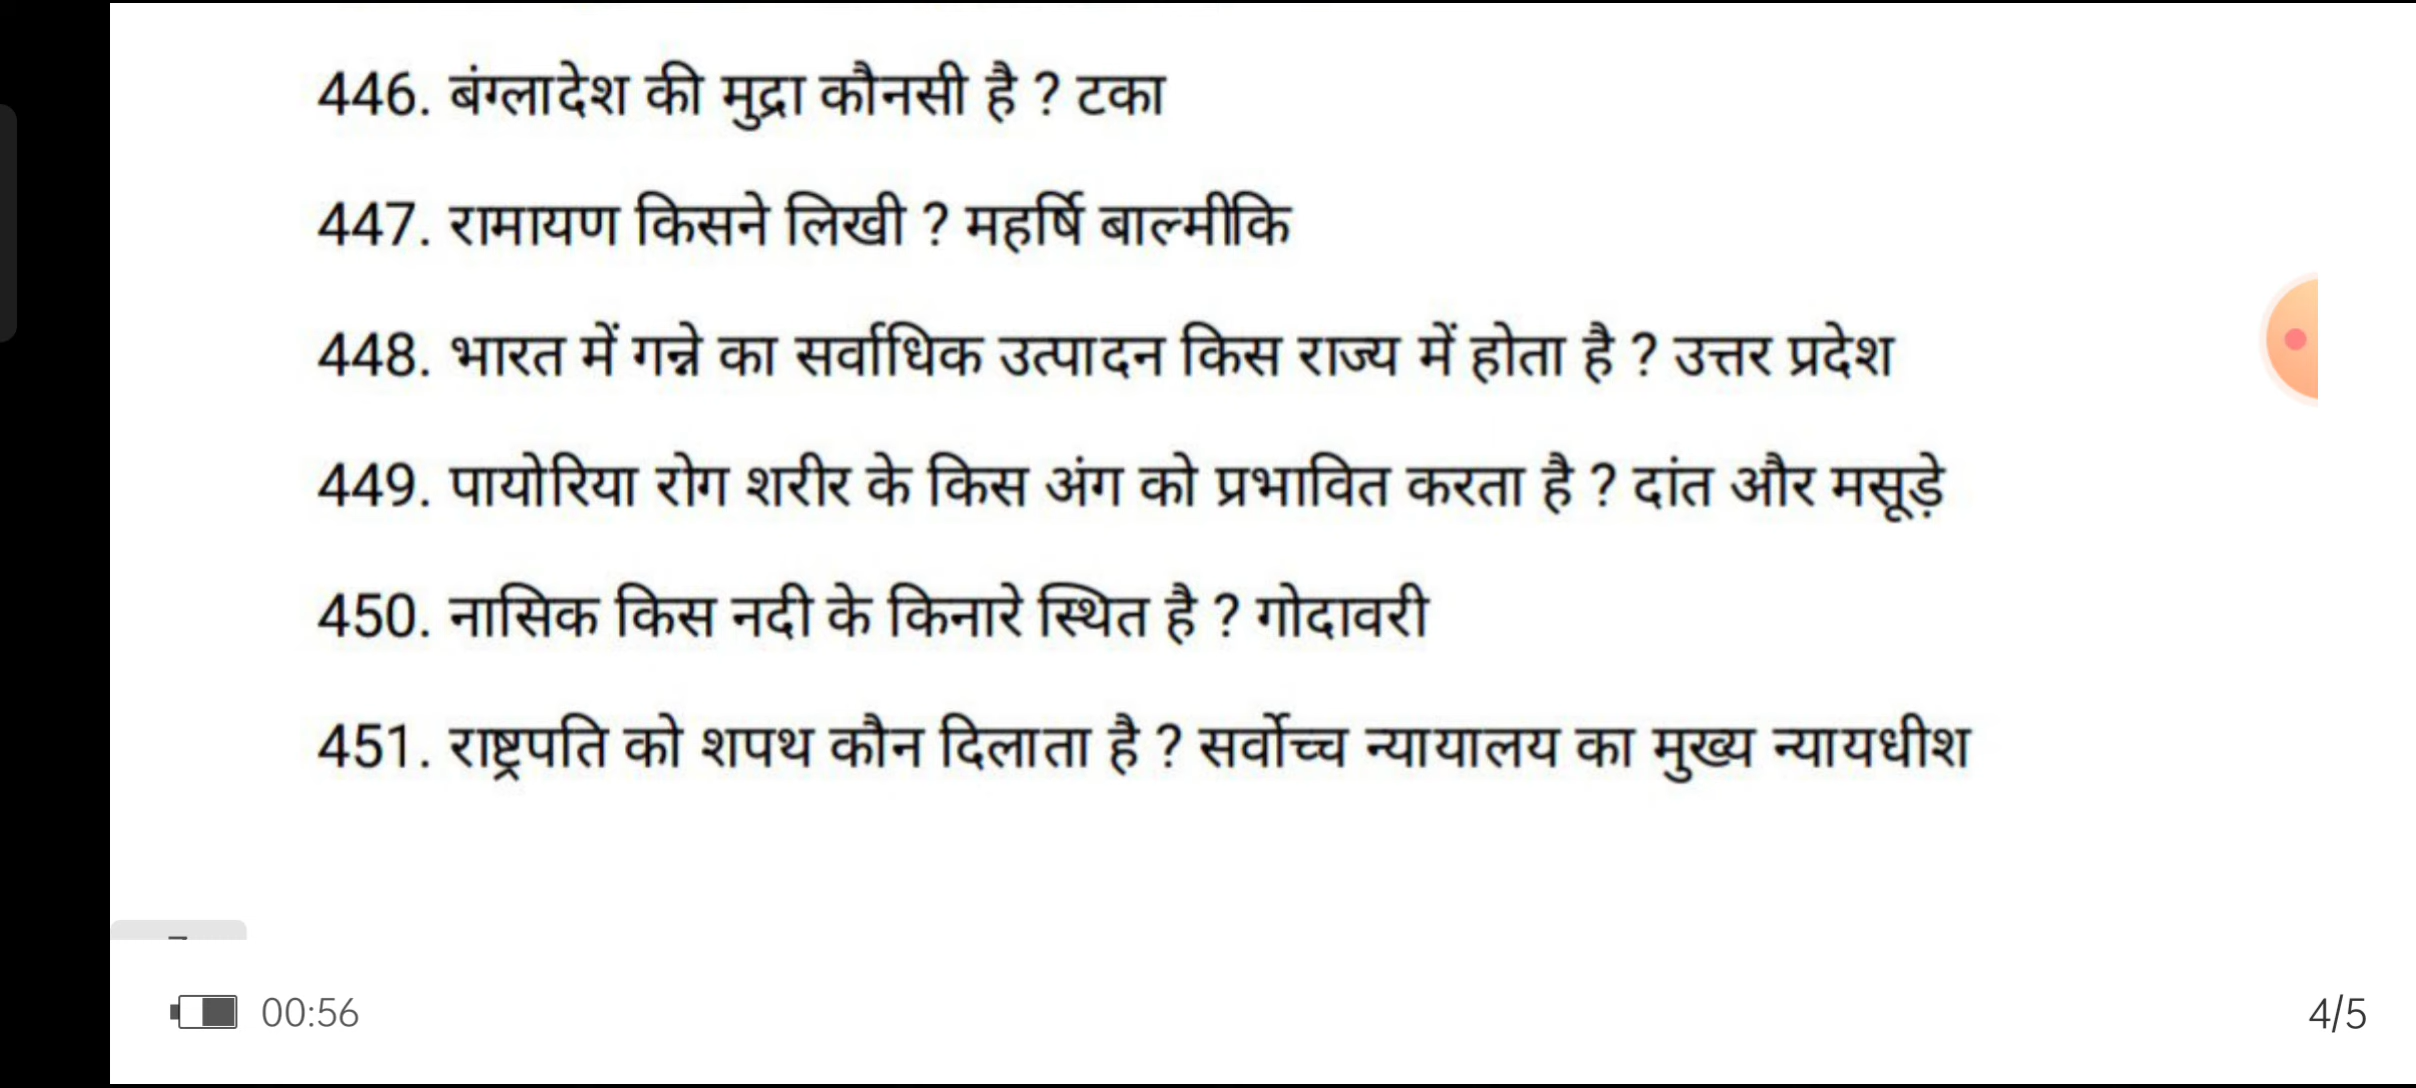 446. बंग्लादेश की मुद्रा कौनसी है ? टका
447. रामायण किसने लिखी ? महर्षि बाल्मीकि
448. भारत में गन्ने का सर्वाधिक उत्पादन किस राज्य में होता है ? उत्तर प्रदेश
449. पायोरिया रोग शरीर के किस अंग को प्रभावित करता है ? दांत और मसूड़े
450. नासिक किस नदी के किनारे स्थित है ? गोदावरी
451. राष्ट्रपति को शपथ कौन दिलाता है ? सर्वोच्च न्यायालय का मुख्य न्यायधीश
00:56
4/5